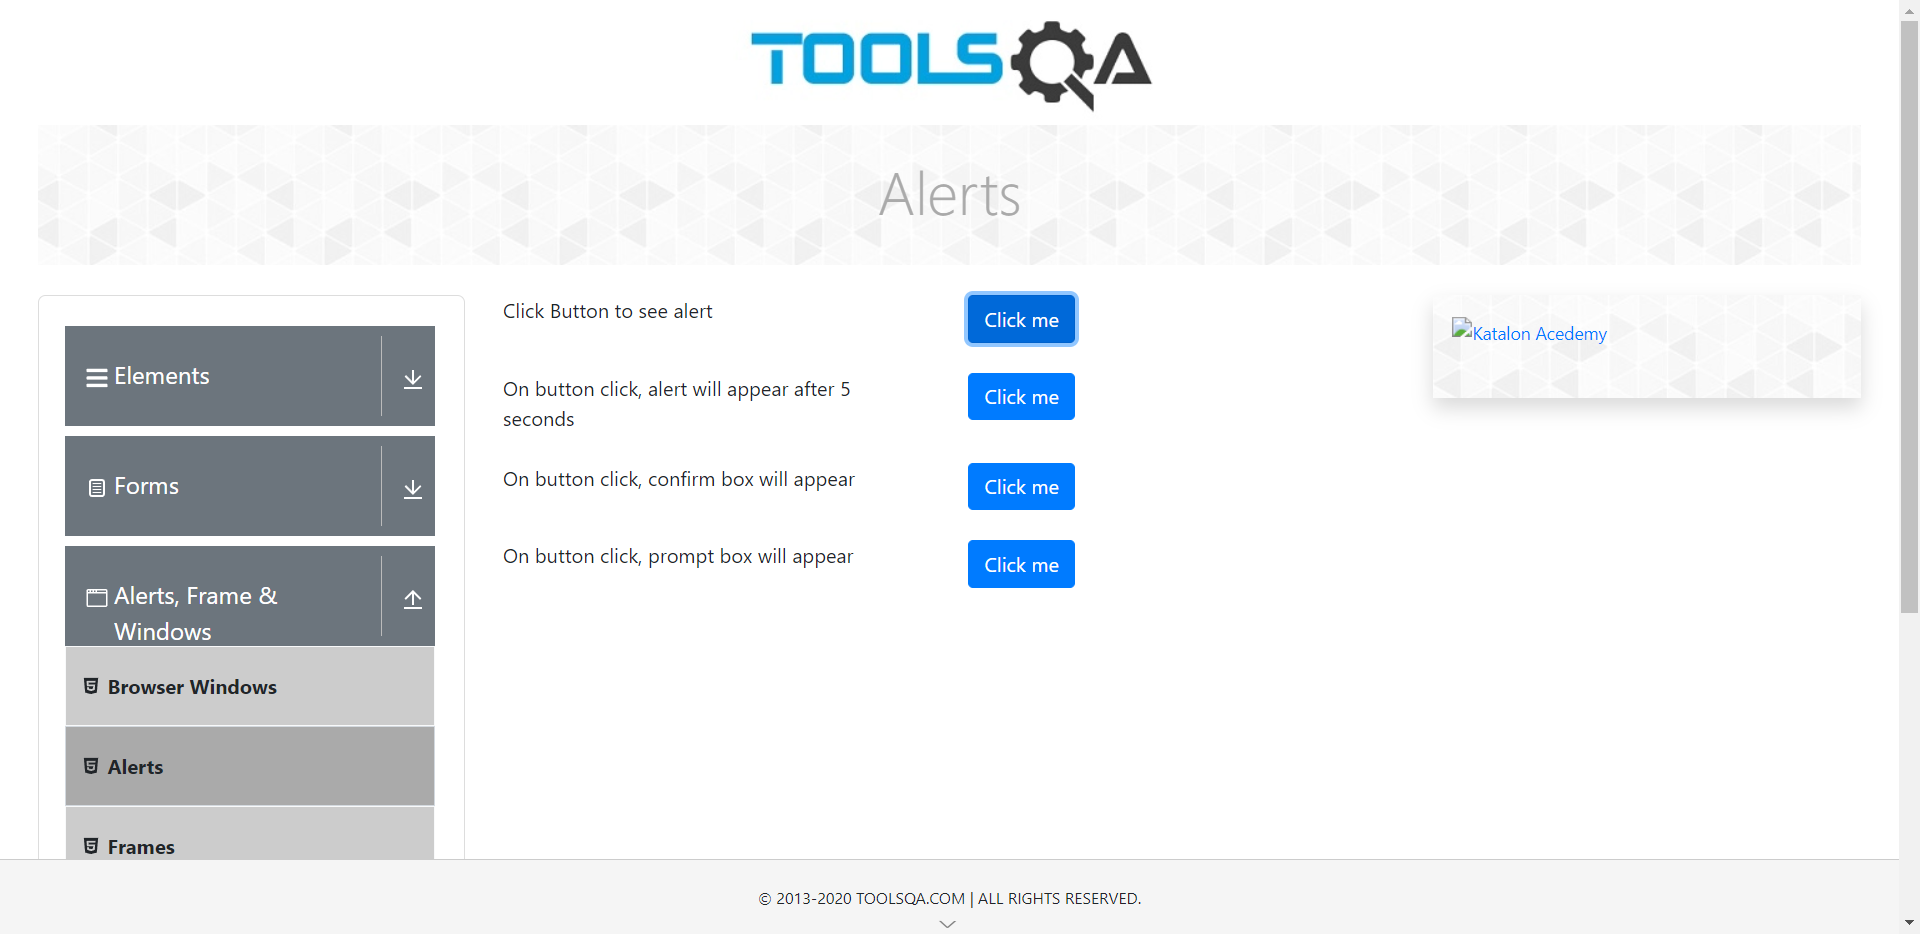 TOOLSQA
Alerts
Elements
Forms
Alerts, Frame &
Windows
Browser Windows
Alerts
Frames
Click Button to see alert
Click me
On button click, alert will appear after 5
seconds
Click me
On button click, confirm box will appear
Click me
On button click, prompt box will appear
Click me
Katalon Acedemy
© 2013-2020 TOOLSQA.COM | ALL RIGHTS RESERVED.